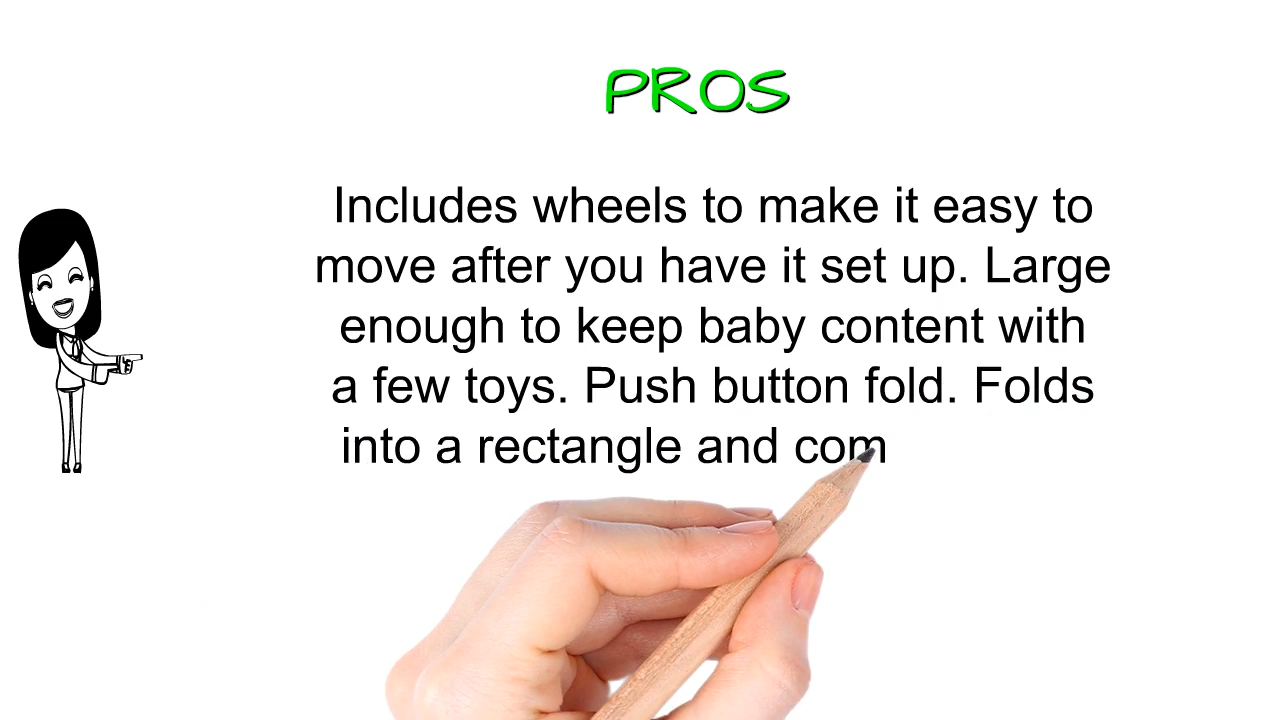 PROS
Includes wheels to make it easy to
move after you have it set up. Large
enough to keep baby content with
a few toys. Push button fold. Folds
into a rectangle and com